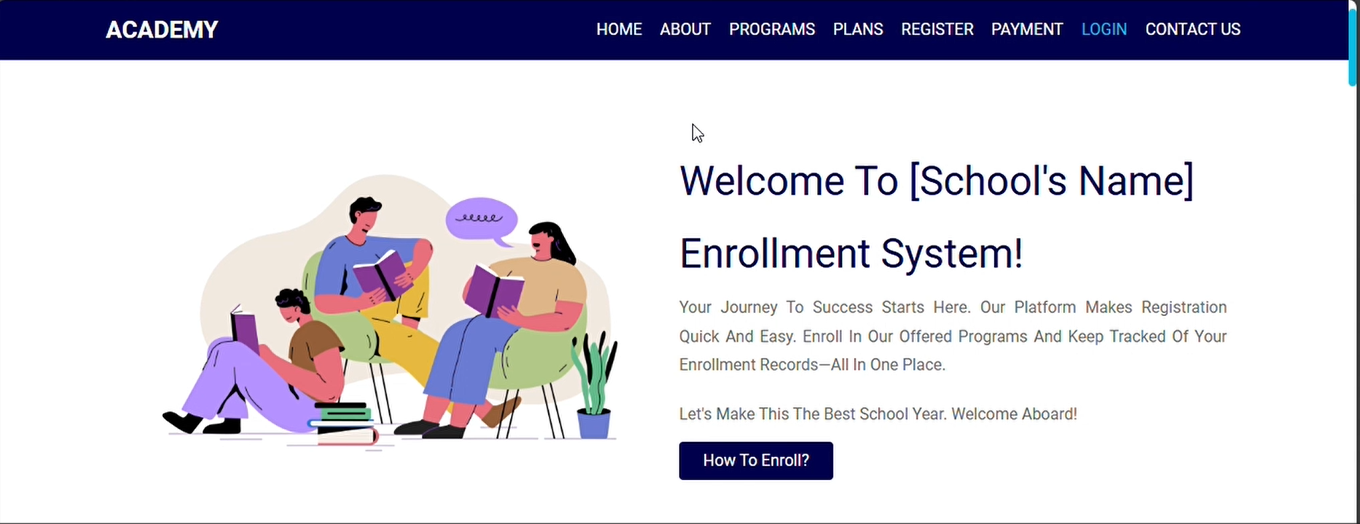 ACADEMY
HOME ABOUT PROGRAMS PLANS REGISTER PAYMENT LOGIN CONTACT US
Welcome To [School's Name]
Enrollment System!
Your Journey To Success Starts Here. Our Platform Makes Registration
Quick And Easy. Enroll In Our Offered Programs And Keep Tracked Of Your
Enrollment Records—All In One Place.
Let's Make This The Best School Year. Welcome Aboard!
How To Enroll?